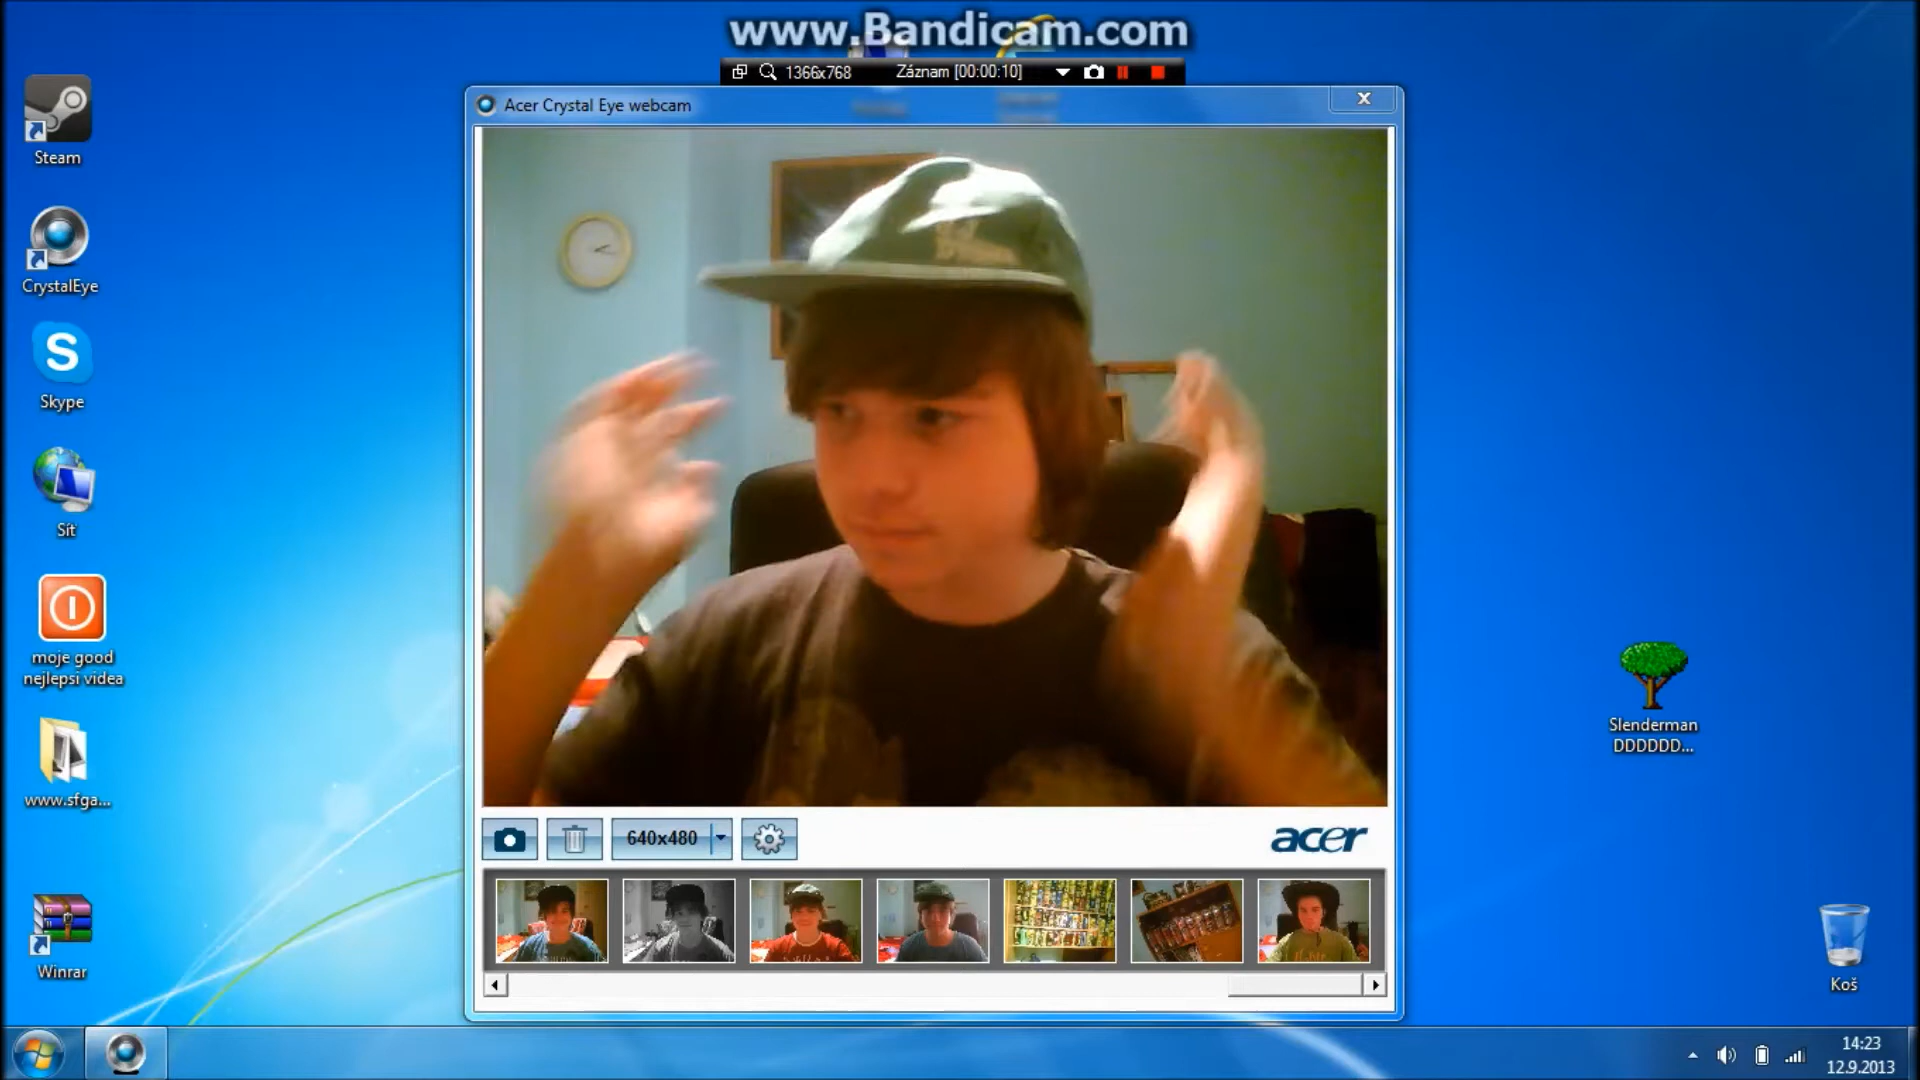 www.Bandicam.com
1366x768
Záznam [00:00:10]
Acer Crystal Eye webcam
Steam
CrystalEye
Skype
Síť
moje good
nejlepsi videa
www.sfga...
Winrar
Slenderman
DDDDDD...
Koš
640x480
acer
14:23
12.9.2013